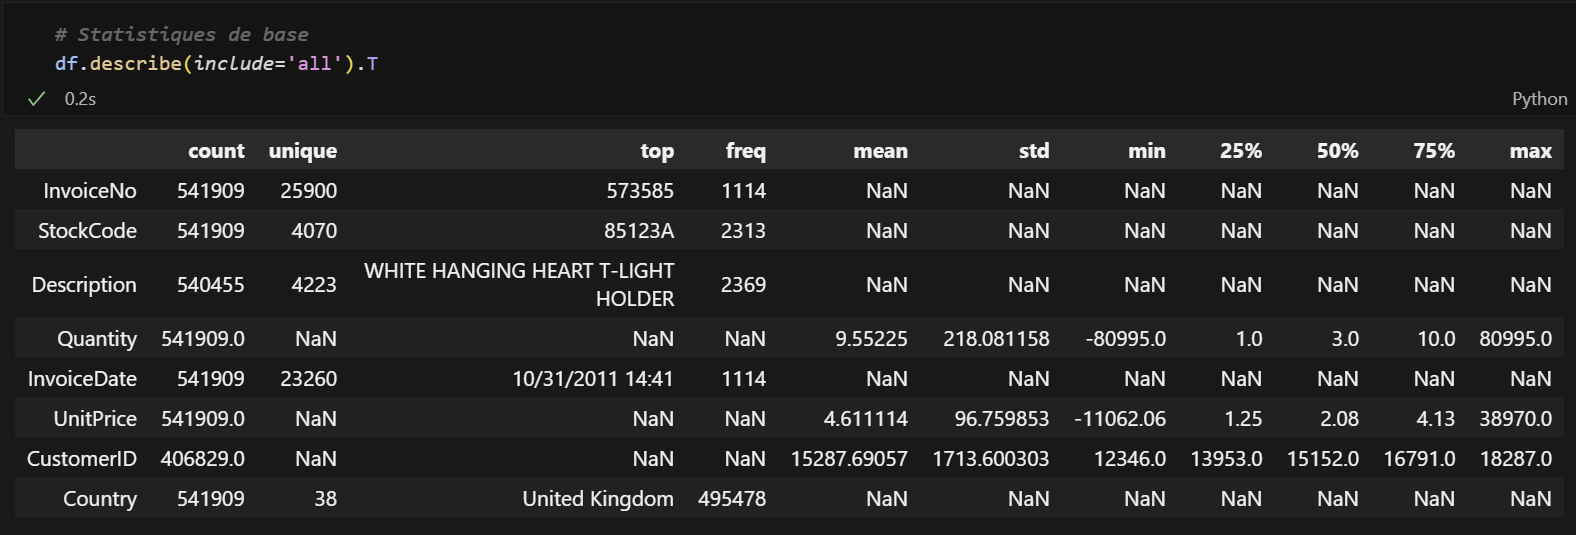 # Statistiques de base
df.describe(include='all').T
0.2s
Python
count unique top freq mean std min 25% 50% 75% max
InvoiceNo 541909 25900 573585 1114 NaN NaN NaN NaN NaN NaN NaN
StockCode 541909 4070 85123A 2313 NaN NaN NaN NaN NaN NaN NaN
Description 540455 4223 WHITE HANGING HEART T-LIGHT
HOLDER 2369 NaN NaN NaN NaN NaN NaN NaN
Quantity 541909.0 NaN NaN NaN 9.55225 218.081158 -80995.0 1.0 3.0 10.0 80995.0
InvoiceDate 541909 23260 10/31/2011 14:41 1114 NaN NaN NaN NaN NaN NaN NaN
UnitPrice 541909.0 NaN NaN NaN 4.611114 96.759853 -11062.06 1.25 2.08 4.13 38970.0
CustomerID 406829.0 NaN NaN NaN 15287.69057 1713.600303 12346.0 13953.0 15152.0 16791.0 18287.0
Country 541909 38 United Kingdom 495478 NaN NaN NaN NaN NaN NaN NaN